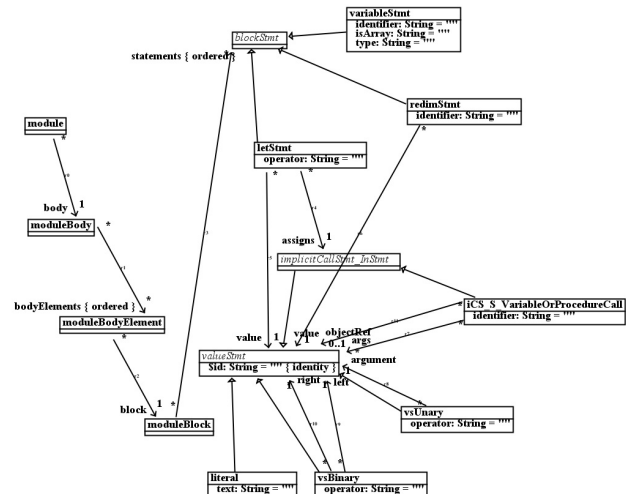 variableStmt
identifier: String = ""
isArray: String = ""
type: String = ""
blockStmt
statements { ordered }
*
redimStmt
identifier: String = ""
*
module
*
letStmt
operator: String = ""
*
*
body
1
moduleBody
*
assigns
1
implicitCallStmt_InStmt
bodyElements { ordered }
*
moduleBodyElement
*
iCS_S_VariableOrProcedureCall
identifier: String = ""
*
*
value
1
value
1
objectRef
0..1
args
*
valueStmt
$id: String = "" { identity }
argument
1
right
1
left
1
block
1
*
moduleBlock
*
vsUnary
operator: String = ""
literal
text: String = ""
*
*
vsBinary
operator: String = ""